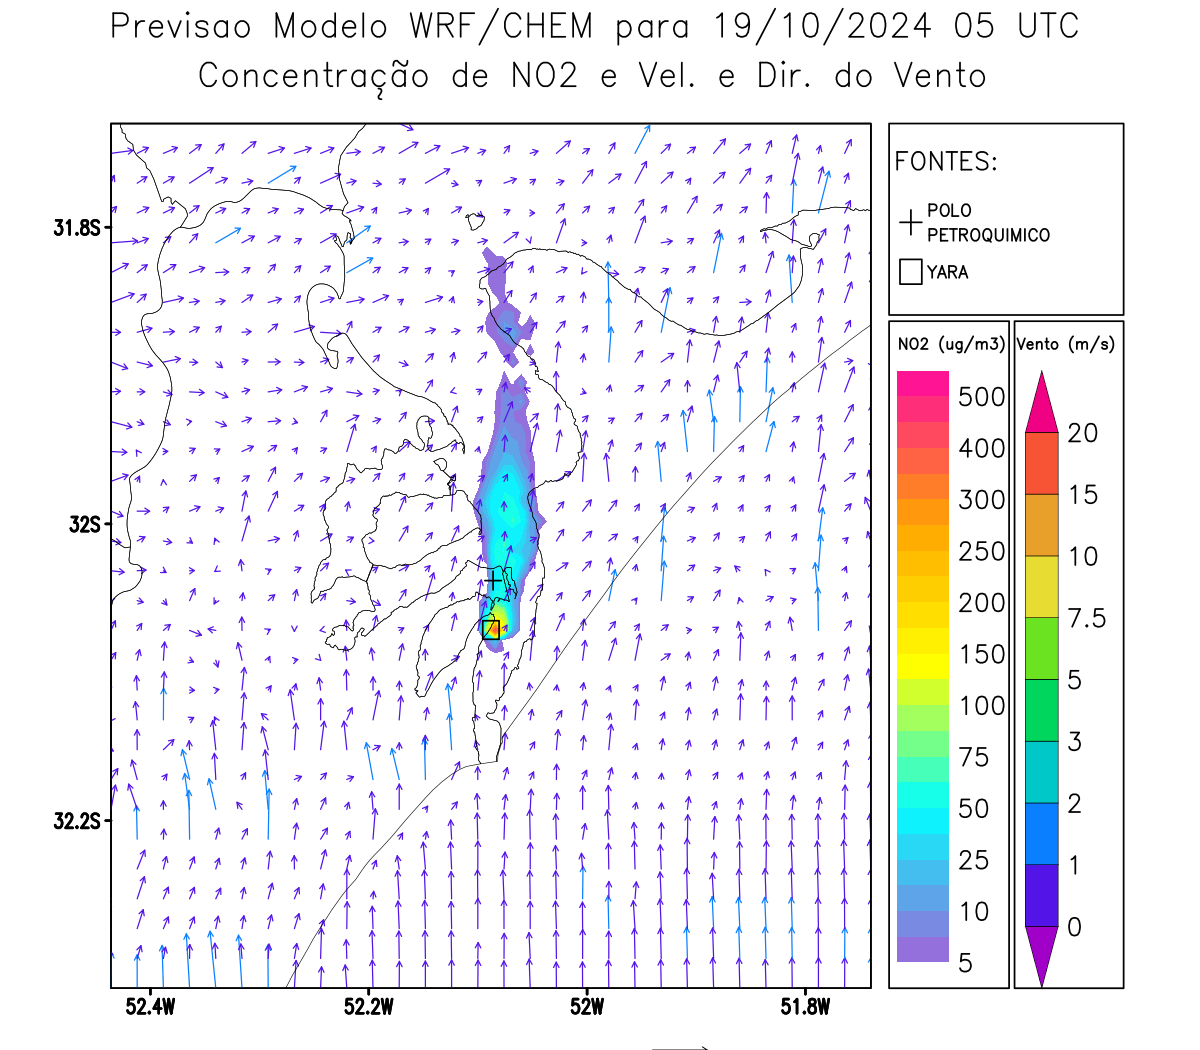 Previsao Modelo WRF/CHEM para 19/10/2024 05 UTC
Concentração de NO2 e Vel. e Dir. do Vento
FONTES:
POLO
PETROQUIMICO
YARA
NO2 (ug/m3)
500
400
300
250
200
150
100
75
50
25
10
5
Vento (m/s)
20
15
10
7.5
5
3
2
1
0
31.8S
32S
32.2S
52.4W
52.2W
52W
51.8W